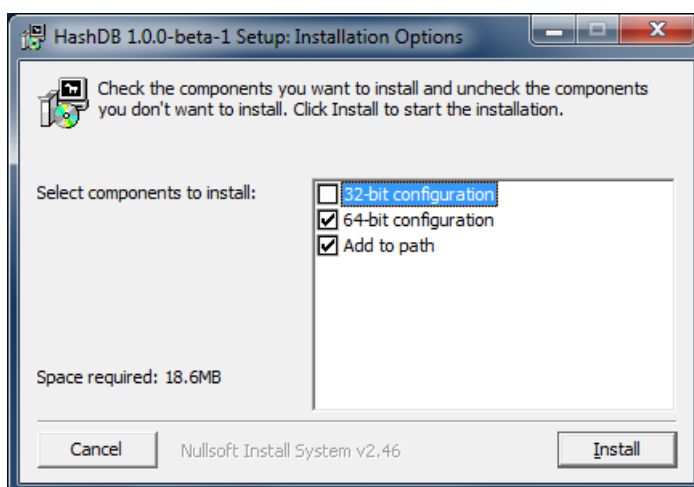 HashDB 1.0.0-beta-1 Setup: Installation Options
Check the components you want to install and uncheck the components
you don't want to install. Click Install to start the installation.
Select components to install:
32-bit configuration
64-bit configuration
Add to path
Space required: 18.6MB
Cancel
Nullsoft Install System v2.46
Install